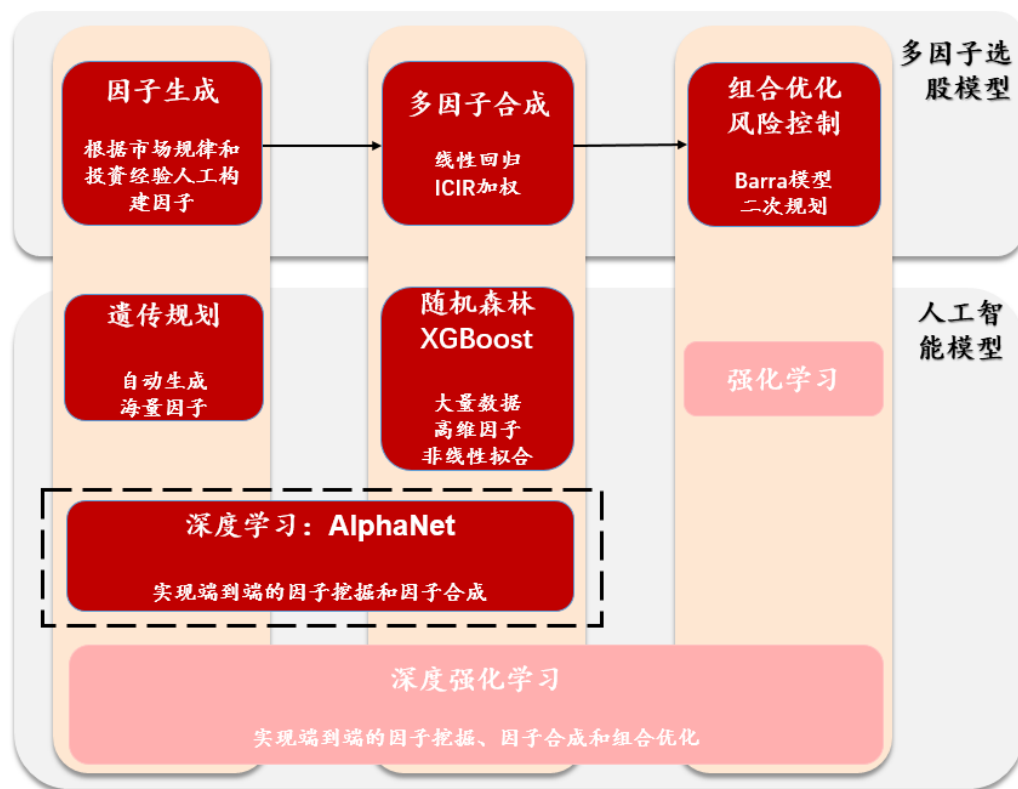 多因子选
股模型
因子生成
根据市场规律和
投资经验人工构
建因子
多因子合成
线性回归
ICIR加权
组合优化
风险控制
Barra模型
二次规划
人工智
能模型
遗传规划
自动生成
海量因子
随机森林
XGBoost
大量数据
高维因子
非线性拟合
强化学习
深度学习：AlphaNet
实现端到端的因子挖掘和因子合成
深度强化学习
实现端到端的因子挖掘、因子合成和组合优化